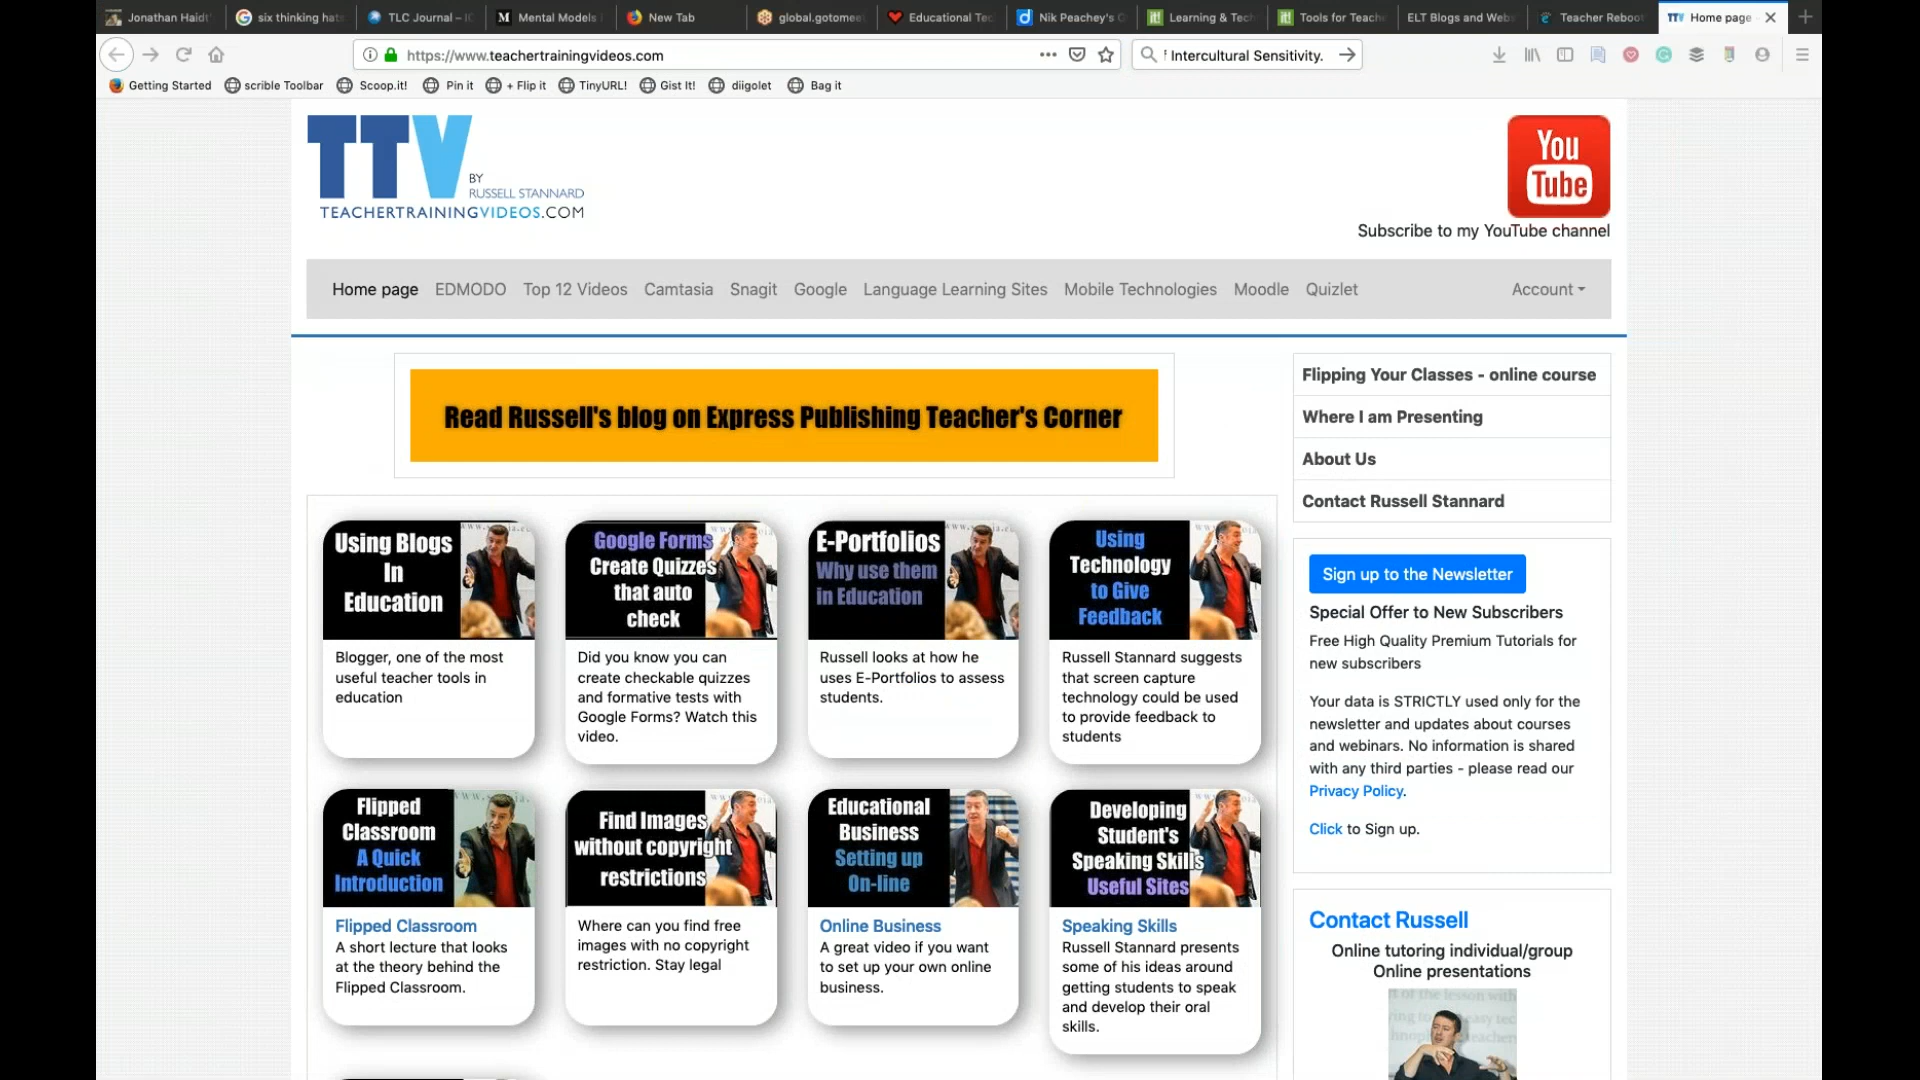 Jonathan Haidt'
six thinking hats
TLC Journal – IC
Mental Models
New Tab
global.gotomee
Educational Tec
Nik Peachey's
Learning & Tech
Tools for Teache
ELT Blogs and Webs
Teacher Reboot
Home page
https://www.teachertrainingvideos.com
Intercultural Sensitivity.
Getting Started
scrible Toolbar
Scoop.it!
Pin it
+ Flip it
TinyURL!
Gist It!
diigolet
Bag it
TTV
BY
RUSSELL STANNARD
TEACHERTRAININGVIDEOS.COM
You
Tube
Subscribe to my YouTube channel
Home page
EDMODO
Top 12 Videos
Camtasia
Snagit
Google
Language Learning Sites
Mobile Technologies
Moodle
Quizlet
Account
Read Russell's blog on Express Publishing Teacher's Corner
Flipping Your Classes - online course
Where I am Presenting
About Us
Contact Russell Stannard
Using Blogs
In
Education
Blogger, one of the most
useful teacher tools in
education
Google Forms
Create Quizzes
that auto
check
Did you know you can
create checkable quizzes
and formative tests with
Google Forms? Watch this
video.
E-Portfolios
Why use them
in Education
Russell looks at how he
uses E-Portfolios to assess
students.
Using
Technology
to Give
Feedback
Russell Stannard suggests
that screen capture
technology could be used
to provide feedback to
students
Flipped
Classroom
A Quick
Introduction
Flipped Classroom
A short lecture that looks
at the theory behind the
Flipped Classroom.
Find Images
without copyright
restrictions
Where can you find free
images with no copyright
restriction. Stay legal
Educational
Business
Setting up
On-line
Online Business
A great video if you want
to set up your own online
business.
Developing
Student's
Speaking Skills
Useful Sites
Speaking Skills
Russell Stannard presents
some of his ideas around
getting students to speak
and develop their oral
skills.
Sign up to the Newsletter
Special Offer to New Subscribers
Free High Quality Premium Tutorials for
new subscribers
Your data is STRICTLY used only for the
newsletter and updates about courses
and webinars. No information is shared
with any third parties - please read our
Privacy Policy.
Click to Sign up.
Contact Russell
Online tutoring individual/group
Online presentations